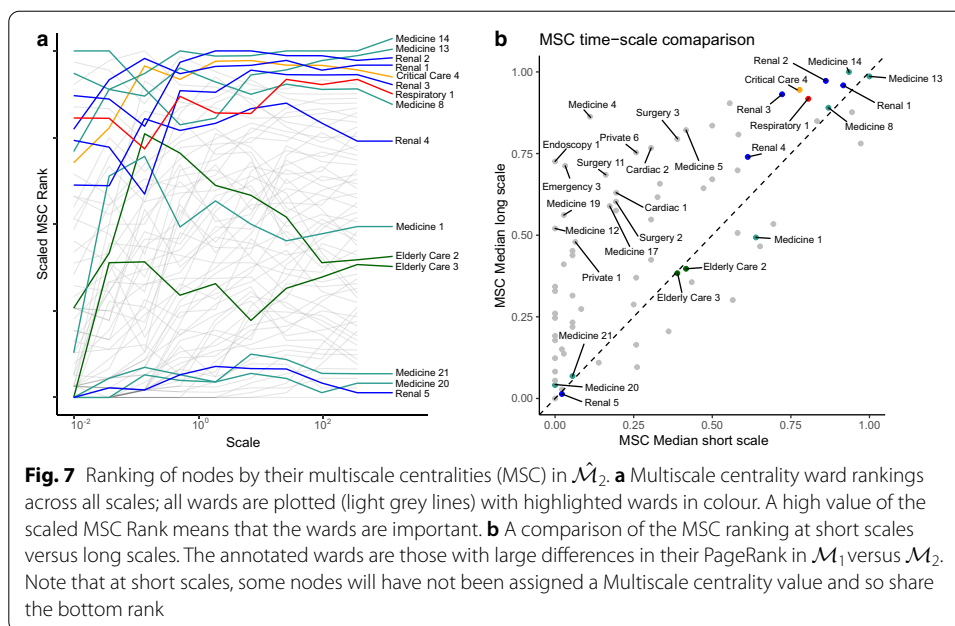 a
Scaled MSC Rank
Medicine 14
Medicine 13
Renal 2
Renal 1
Critical Care 4
Renal 3
Respiratory 1
Medicine 8
Renal 4
Medicine 1
Elderly Care 2
Elderly Care 3
Medicine 21
Medicine 20
Renal 5
10⁻² 10⁰ 10²
Scale
b MSC time-scale comaparison
MSC Median long scale
1.00
0.75
0.50
0.25
0.00
Renal 2
Medicine 14
Critical Care 4
Medicine 13
Medicine 4
Renal 3
Renal 1
Surgery 3
Respiratory 1
Private 6
Medicine 8
Endoscopy 1
Renal 4
Surgery 11
Medicine 5
Cardiac 2
Emergency 3
Medicine 19
Cardiac 1
Medicine 12
Surgery 2
Medicine 1
Medicine 17
Private 1
Elderly Care 2
Elderly Care 3
Medicine 21
Medicine 20
Renal 5
0.00 0.25 0.50 0.75 1.00
MSC Median short scale
Fig. 7 Ranking of nodes by their multiscale centralities (MSC) in M̂₂. a Multiscale centrality ward rankings
across all scales; all wards are plotted (light grey lines) with highlighted wards in colour. A high value of the
scaled MSC Rank means that the wards are important. b A comparison of the MSC ranking at short scales
versus long scales. The annotated wards are those with large differences in their PageRank in M₁ versus M₂.
Note that at short scales, some nodes will have not been assigned a Multiscale centrality value and so share
the bottom rank